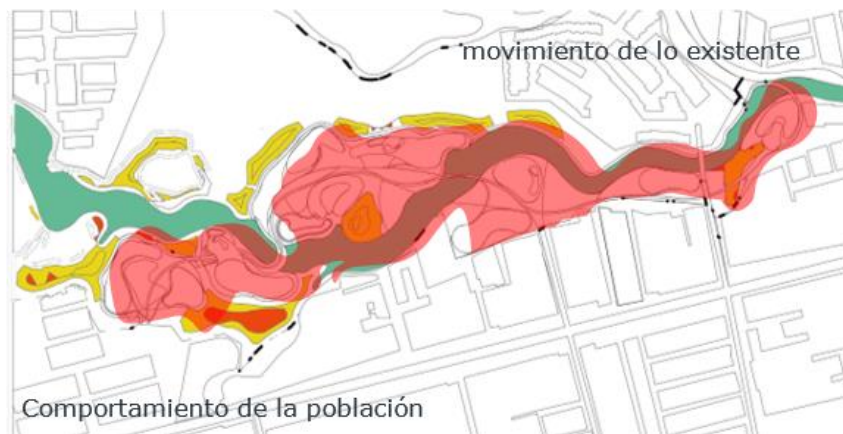 movimiento de lo existente
Comportamiento de la población